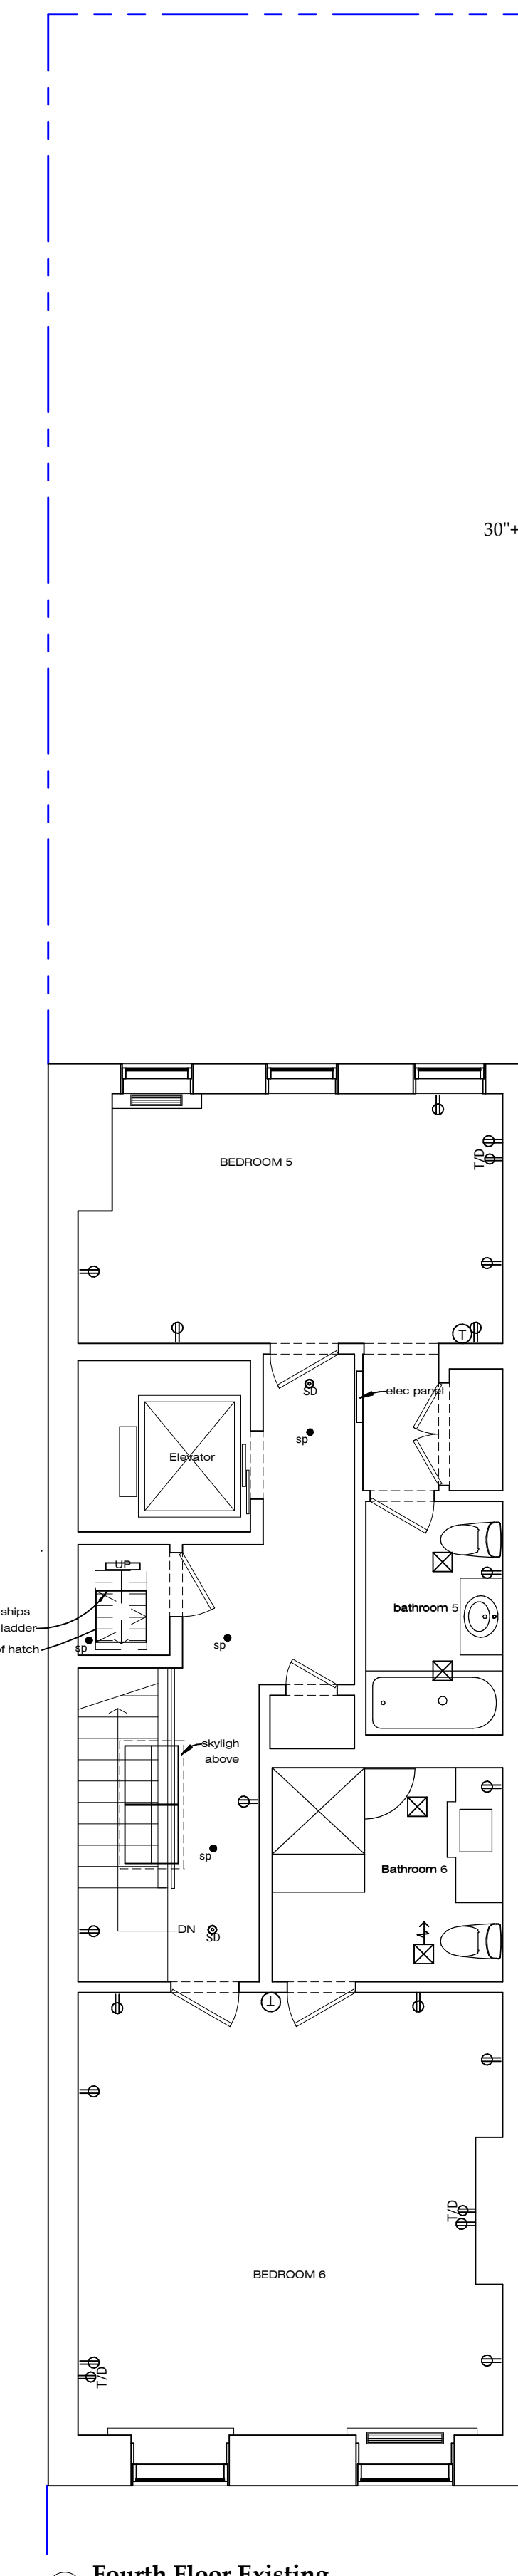 30"+
BEDROOM 5
T/D
T
SD
elec panel
sp
Elevator
UP
bathroom 5
ships
ladder
sp
of hatch
sp
skyligh
above
sp
Bathroom 6
DN
SD
T
T/D
BEDROOM 6
T/D
Fourth Floor Existing